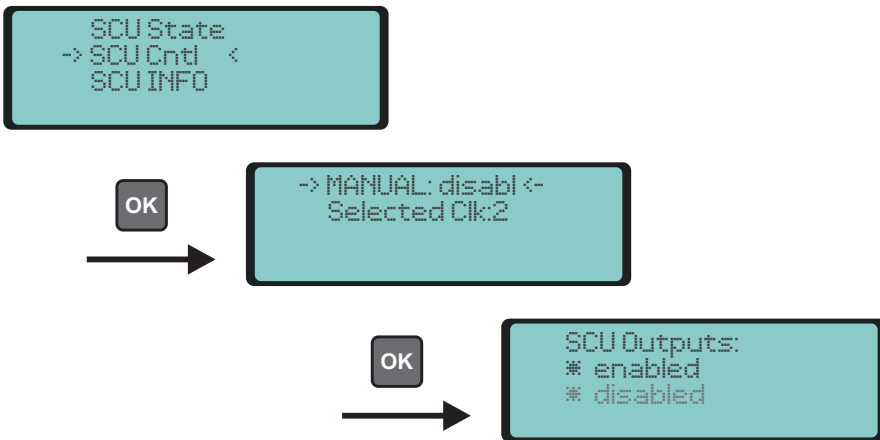 SCU State
-> SCU Cntl <
SCU INFO
OK
-> MANUAL: disabl <-
Selected Clk:2
OK
SCU Outputs:
* enabled
* disabled